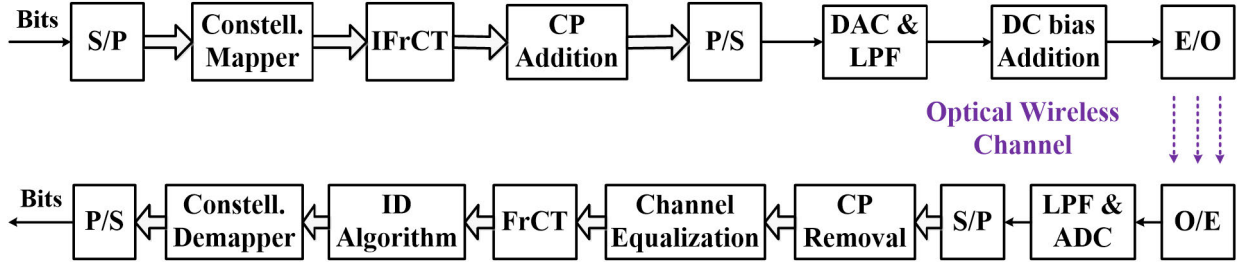 Bits
S/P
Constell.
Mapper
IFrCT
CP
Addition
P/S
DAC &
LPF
DC bias
Addition
E/O
Optical Wireless
Channel
Bits
P/S
Constell.
Demapper
ID
Algorithm
FrCT
Channel
Equalization
CP
Removal
S/P
LPF &
ADC
O/E